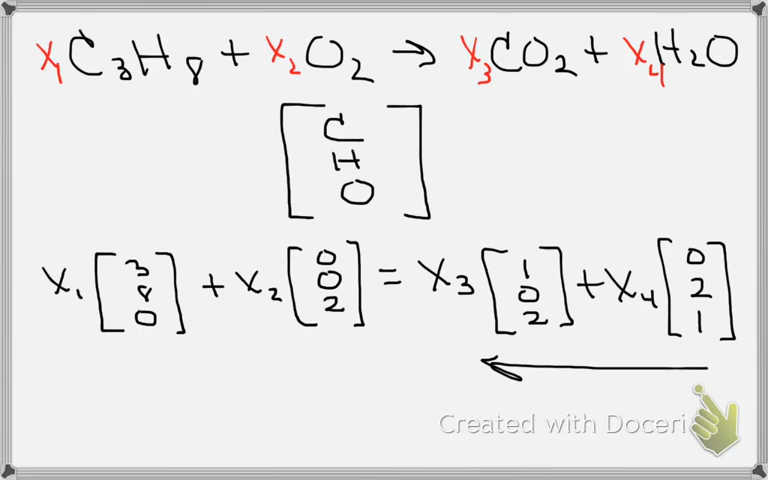 x₁C₃H₈ + x₂O₂ → x₃CO₂ + x₄H₂O
[C
H
O]
x₁[3 8 0] + x₂[0 0 2] = x₃[1 0 2] + x₄[0 2 1]
Created with Doceri